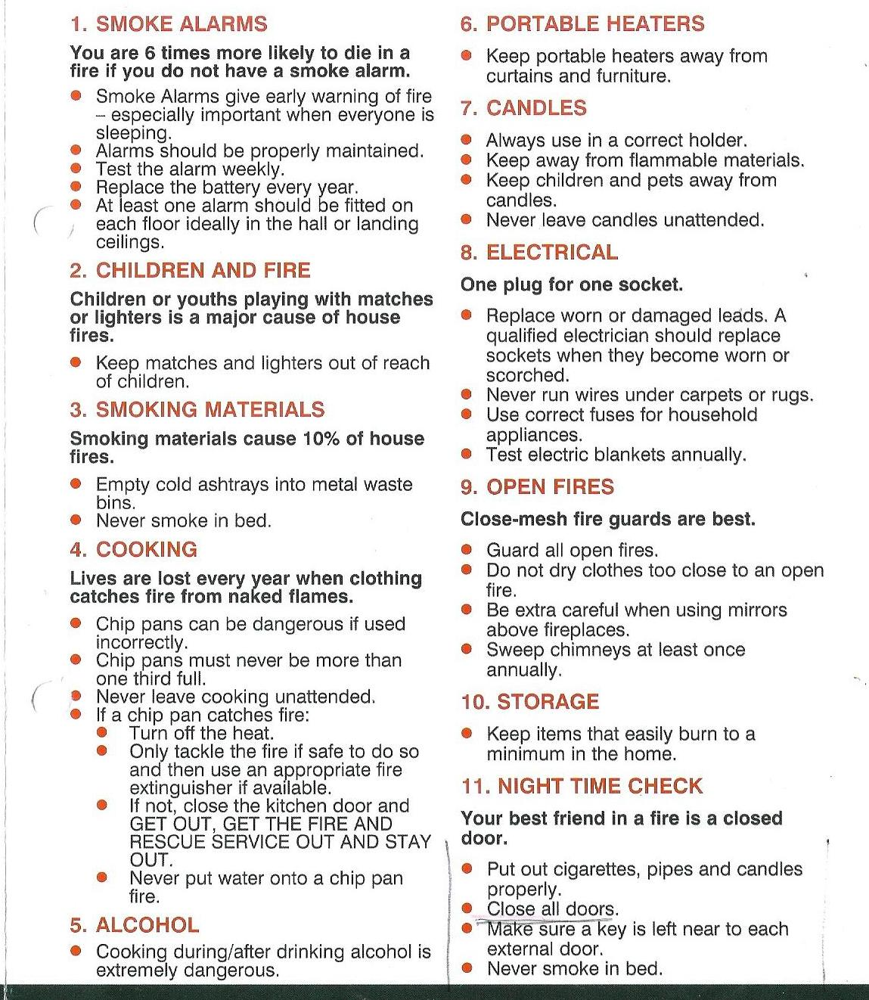 1. SMOKE ALARMS
You are 6 times more likely to die in a
fire if you do not have a smoke alarm.
● Smoke Alarms give early warning of fire
– especially important when everyone is
sleeping.
● Alarms should be properly maintained.
● Test the alarm weekly.
● Replace the battery every year.
● At least one alarm should be fitted on
each floor ideally in the hall or landing
ceilings.
2. CHILDREN AND FIRE
Children or youths playing with matches
or lighters is a major cause of house
fires.
● Keep matches and lighters out of reach
of children.
3. SMOKING MATERIALS
Smoking materials cause 10% of house
fires.
● Empty cold ashtrays into metal waste
bins.
● Never smoke in bed.
4. COOKING
Lives are lost every year when clothing
catches fire from naked flames.
● Chip pans can be dangerous if used
incorrectly.
● Chip pans must never be more than
one third full.
● Never leave cooking unattended.
● If a chip pan catches fire:
● Turn off the heat.
● Only tackle the fire if safe to do so
and then use an appropriate fire
extinguisher if available.
● If not, close the kitchen door and
GET OUT, GET THE FIRE AND
RESCUE SERVICE OUT AND STAY
OUT.
● Never put water onto a chip pan
fire.
5. ALCOHOL
● Cooking during/after drinking alcohol is
extremely dangerous.
6. PORTABLE HEATERS
● Keep portable heaters away from
curtains and furniture.
7. CANDLES
● Always use in a correct holder.
● Keep away from flammable materials.
● Keep children and pets away from
candles.
● Never leave candles unattended.
8. ELECTRICAL
One plug for one socket.
● Replace worn or damaged leads. A
qualified electrician should replace
sockets when they become worn or
scorched.
● Never run wires under carpets or rugs.
● Use correct fuses for household
appliances.
● Test electric blankets annually.
9. OPEN FIRES
Close-mesh fire guards are best.
● Guard all open fires.
● Do not dry clothes too close to an open
fire.
● Be extra careful when using mirrors
above fireplaces.
● Sweep chimneys at least once
annually.
10. STORAGE
● Keep items that easily burn to a
minimum in the home.
11. NIGHT TIME CHECK
Your best friend in a fire is a closed
door.
● Put out cigarettes, pipes and candles
properly.
● Close all doors.
● Make sure a key is left near to each
external door.
● Never smoke in bed.